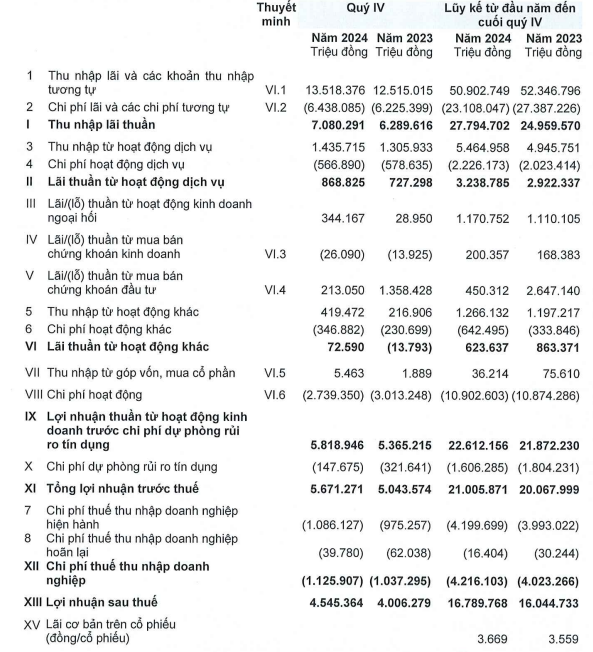 Thuyết minh Quý IV Lũy kế từ đầu năm đến cuối quý IV
Năm 2024 Năm 2023 Năm 2024 Năm 2023
Triệu đồng Triệu đồng Triệu đồng Triệu đồng
1 Thu nhập lãi và các khoản thu nhập
tương tự VI.1 13.518.376 12.515.015 50.902.749 52.346.796
2 Chi phí lãi và các chi phí tương tự VI.2 (6.438.085) (6.225.399) (23.108.047) (27.387.226)
I Thu nhập lãi thuần 7.080.291 6.289.616 27.794.702 24.959.570
3 Thu nhập từ hoạt động dịch vụ 1.435.715 1.305.933 5.464.958 4.945.751
4 Chi phí hoạt động dịch vụ (566.890) (578.635) (2.226.173) (2.023.414)
II Lãi thuần từ hoạt động dịch vụ 868.825 727.298 3.238.785 2.922.337
III Lãi/(lỗ) thuần từ hoạt động kinh doanh
ngoại hối 344.167 28.950 1.170.752 1.110.105
IV Lãi/(lỗ) thuần từ mua bán
chứng khoán kinh doanh VI.3 (26.090) (13.925) 200.357 168.383
V Lãi/(lỗ) thuần từ mua bán
chứng khoán đầu tư VI.4 213.050 1.358.428 450.312 2.647.140
5 Thu nhập từ hoạt động khác 419.472 216.906 1.266.132 1.197.217
6 Chi phí hoạt động khác (346.882) (230.699) (642.495) (333.846)
VI Lãi thuần từ hoạt động khác 72.590 (13.793) 623.637 863.371
VII Thu nhập từ góp vốn, mua cổ phần VI.5 5.463 1.889 36.214 75.610
VIII Chi phí hoạt động VI.6 (2.739.350) (3.013.248) (10.902.603) (10.874.286)
IX Lợi nhuận thuần từ hoạt động kinh
doanh trước chi phí dự phòng rủi
ro tín dụng 5.818.946 5.365.215 22.612.156 21.872.230
X Chi phí dự phòng rủi ro tín dụng (147.675) (321.641) (1.606.285) (1.804.231)
XI Tổng lợi nhuận trước thuế 5.671.271 5.043.574 21.005.871 20.067.999
7 Chi phí thuế thu nhập doanh nghiệp
hiện hành (1.086.127) (975.257) (4.199.699) (3.993.022)
8 Chi phí thuế thu nhập doanh nghiệp
hoãn lại (39.780) (62.038) (16.404) (30.244)
XII Chi phí thuế thu nhập doanh
nghiệp (1.125.907) (1.037.295) (4.216.103) (4.023.266)
XIII Lợi nhuận sau thuế 4.545.364 4.006.279 16.789.768 16.044.733
XV Lãi cơ bản trên cổ phiếu
(đồng/cổ phiếu) 3.669 3.559